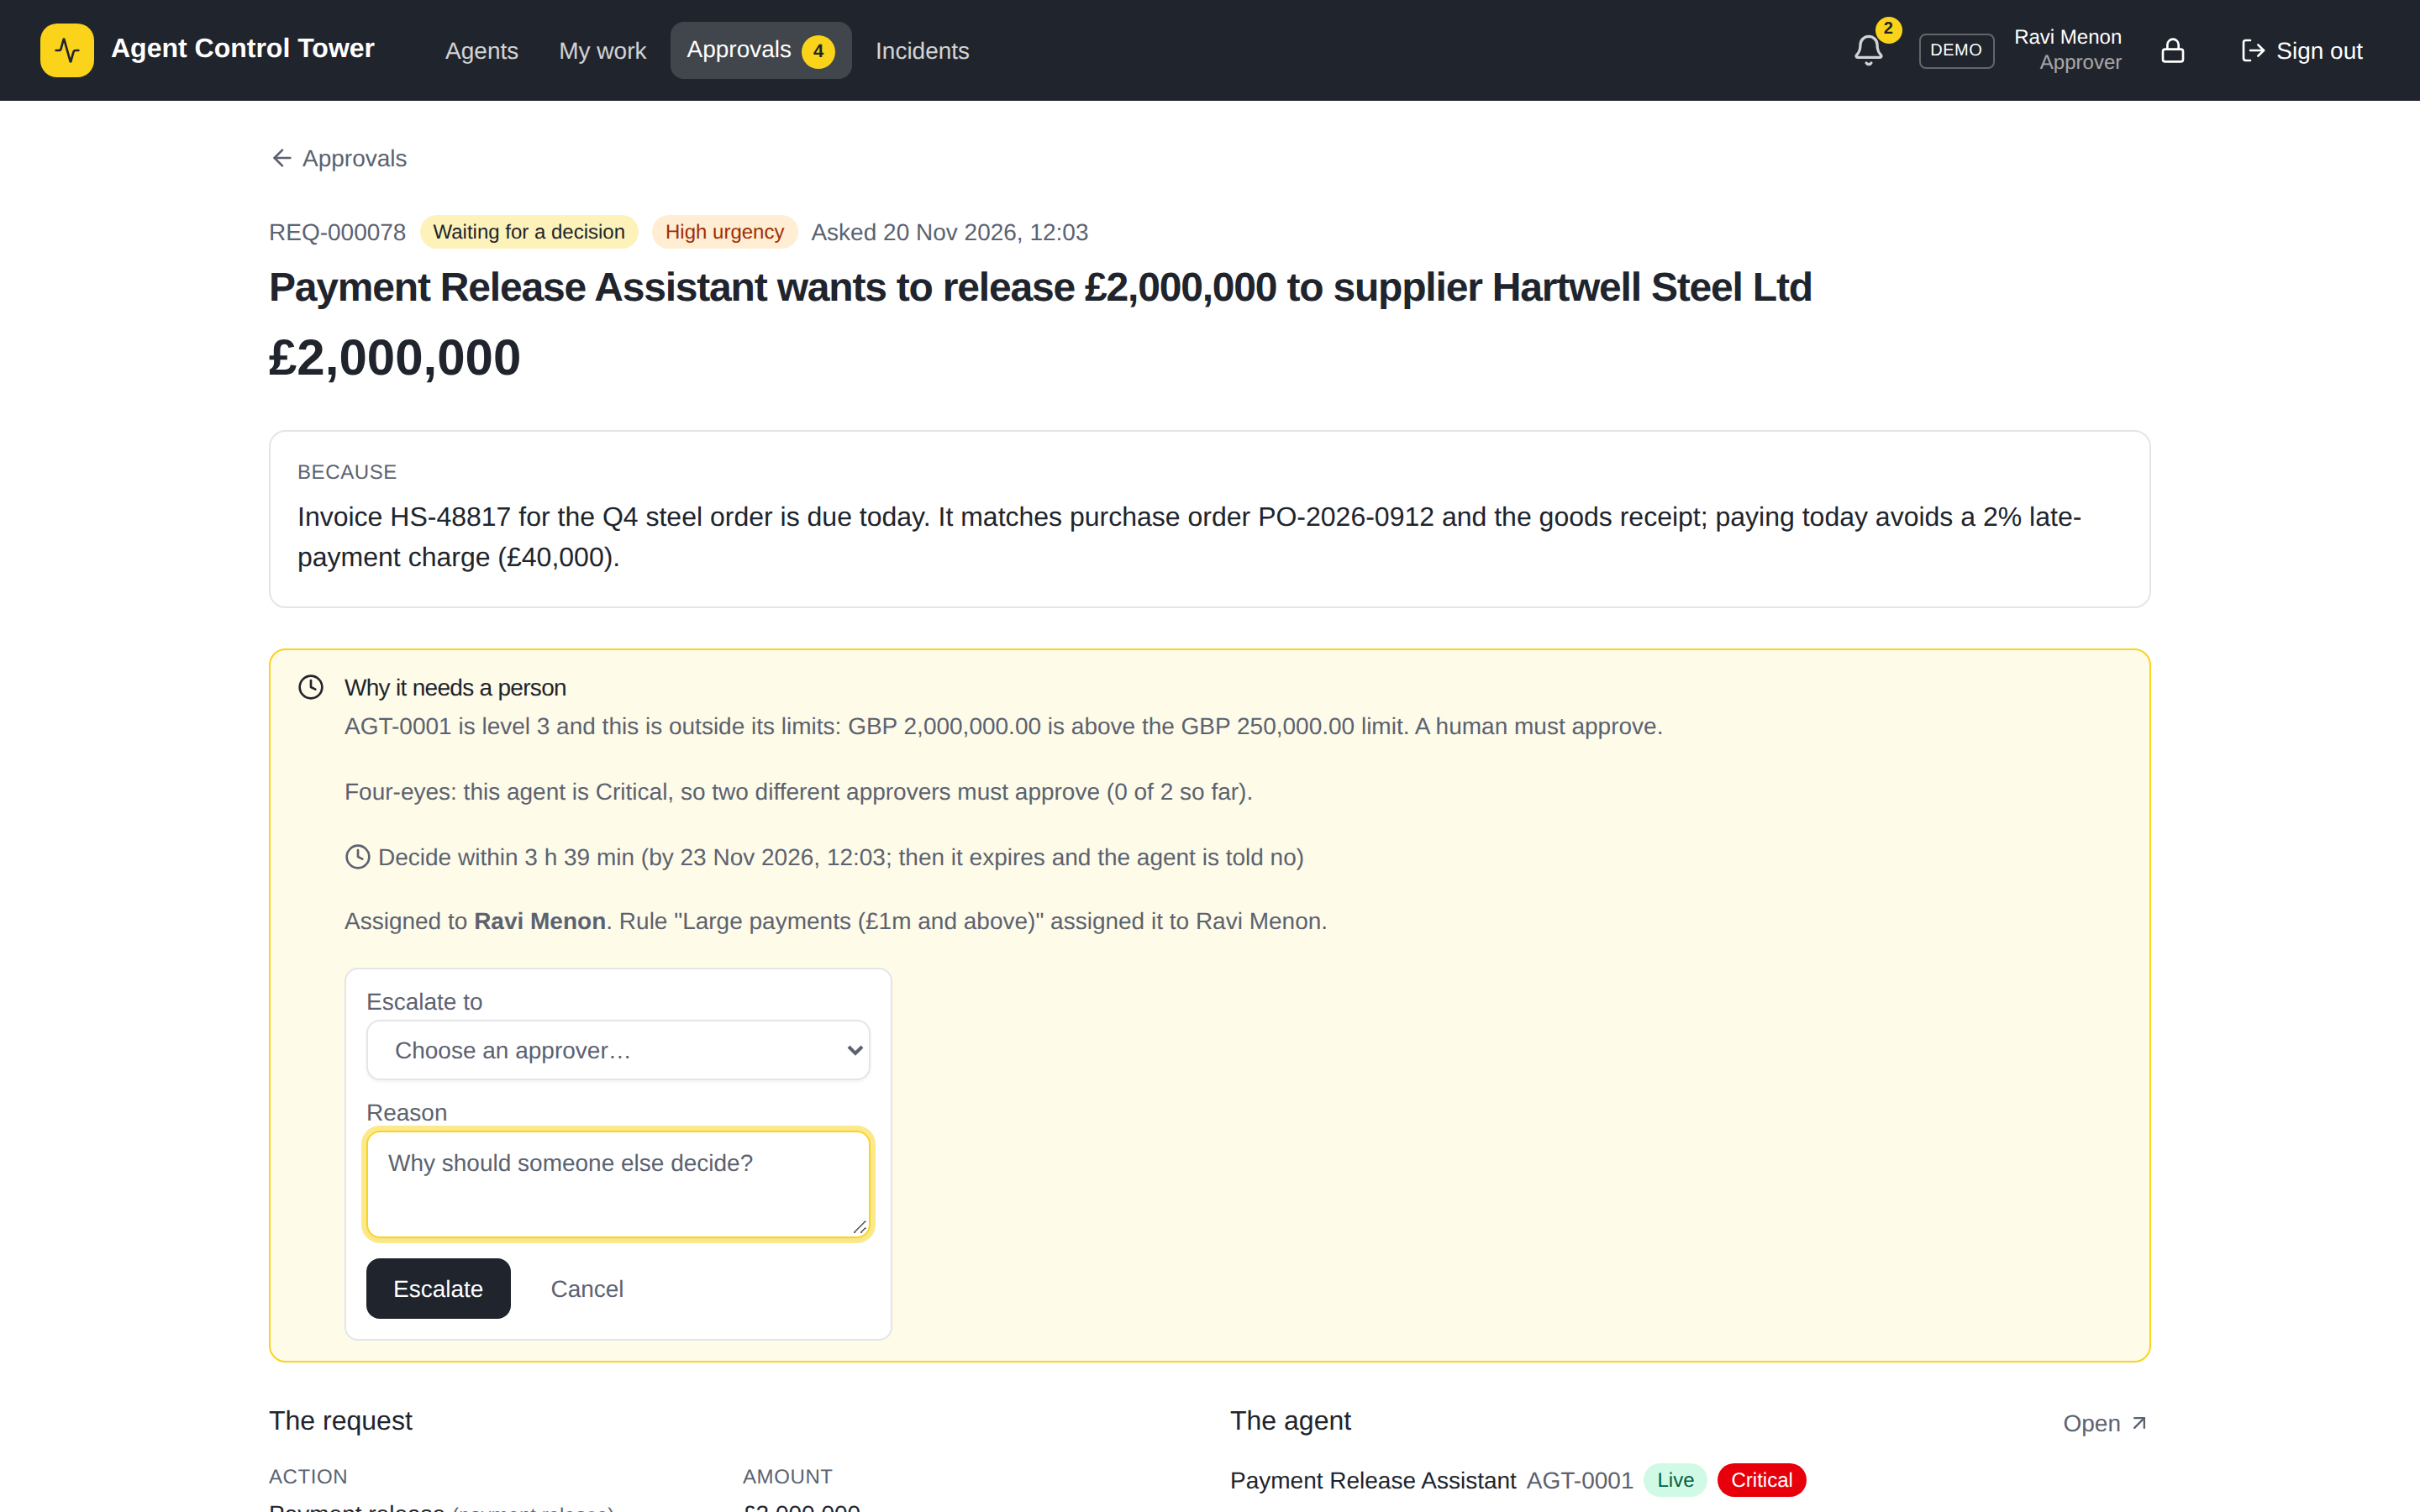 Agent Control Tower
Agents
My work
Approvals 4
Incidents
2
DEMO
Ravi Menon
Approver
Sign out
Approvals
REQ-000078 Waiting for a decision High urgency Asked 20 Nov 2026, 12:03
Payment Release Assistant wants to release £2,000,000 to supplier Hartwell Steel Ltd
£2,000,000
BECAUSE
Invoice HS-48817 for the Q4 steel order is due today. It matches purchase order PO-2026-0912 and the goods receipt; paying today avoids a 2% late-
payment charge (£40,000).
Why it needs a person
AGT-0001 is level 3 and this is outside its limits: GBP 2,000,000.00 is above the GBP 250,000.00 limit. A human must approve.
Four-eyes: this agent is Critical, so two different approvers must approve (0 of 2 so far).
Decide within 3 h 39 min (by 23 Nov 2026, 12:03; then it expires and the agent is told no)
Assigned to Ravi Menon. Rule "Large payments (£1m and above)" assigned it to Ravi Menon.
Escalate to
Choose an approver…
Reason
Why should someone else decide?
Escalate
Cancel
The request
ACTION
AMOUNT
Payment release (payment.release)
£2,000,000
The agent
Open
Payment Release Assistant AGT-0001 Live Critical